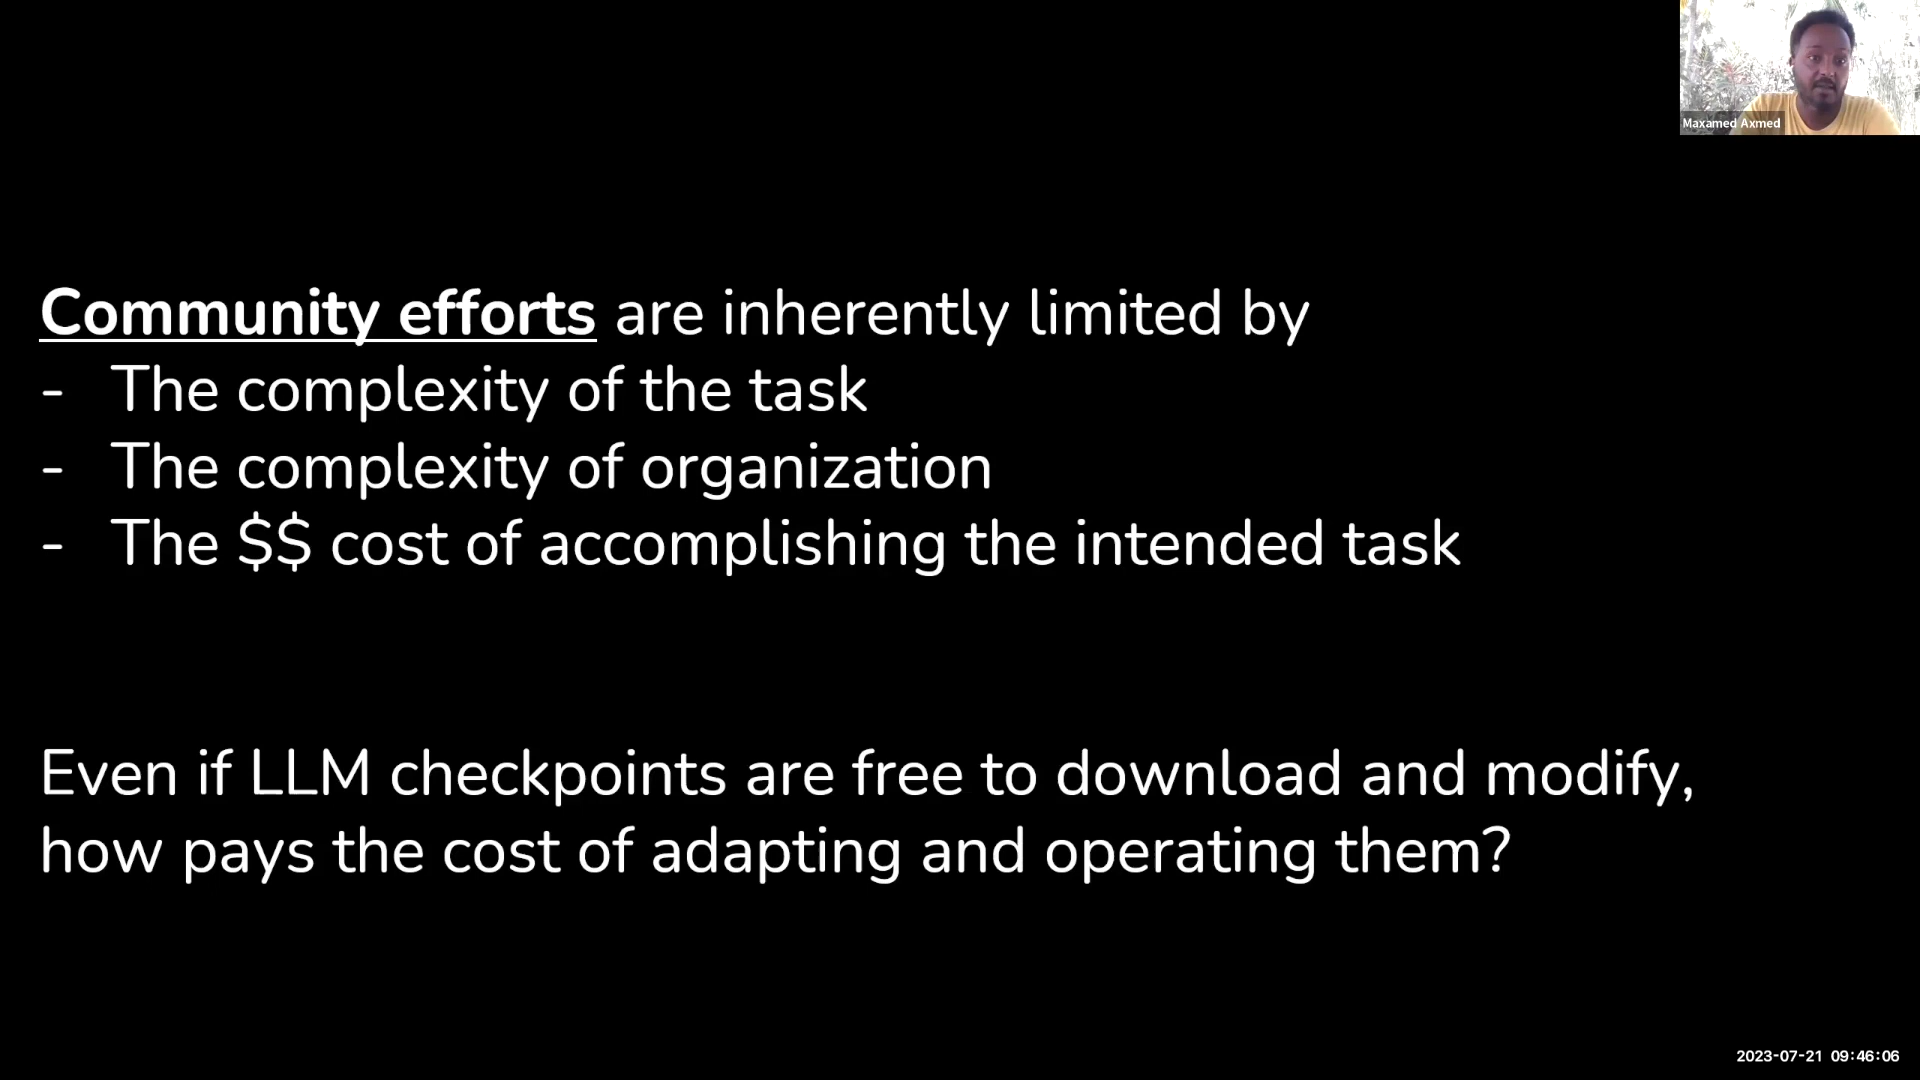 Maxamed Axmed
Community efforts are inherently limited by
- The complexity of the task
- The complexity of organization
- The $$ cost of accomplishing the intended task
Even if LLM checkpoints are free to download and modify,
how pays the cost of adapting and operating them?
2023-07-21 09:46:06